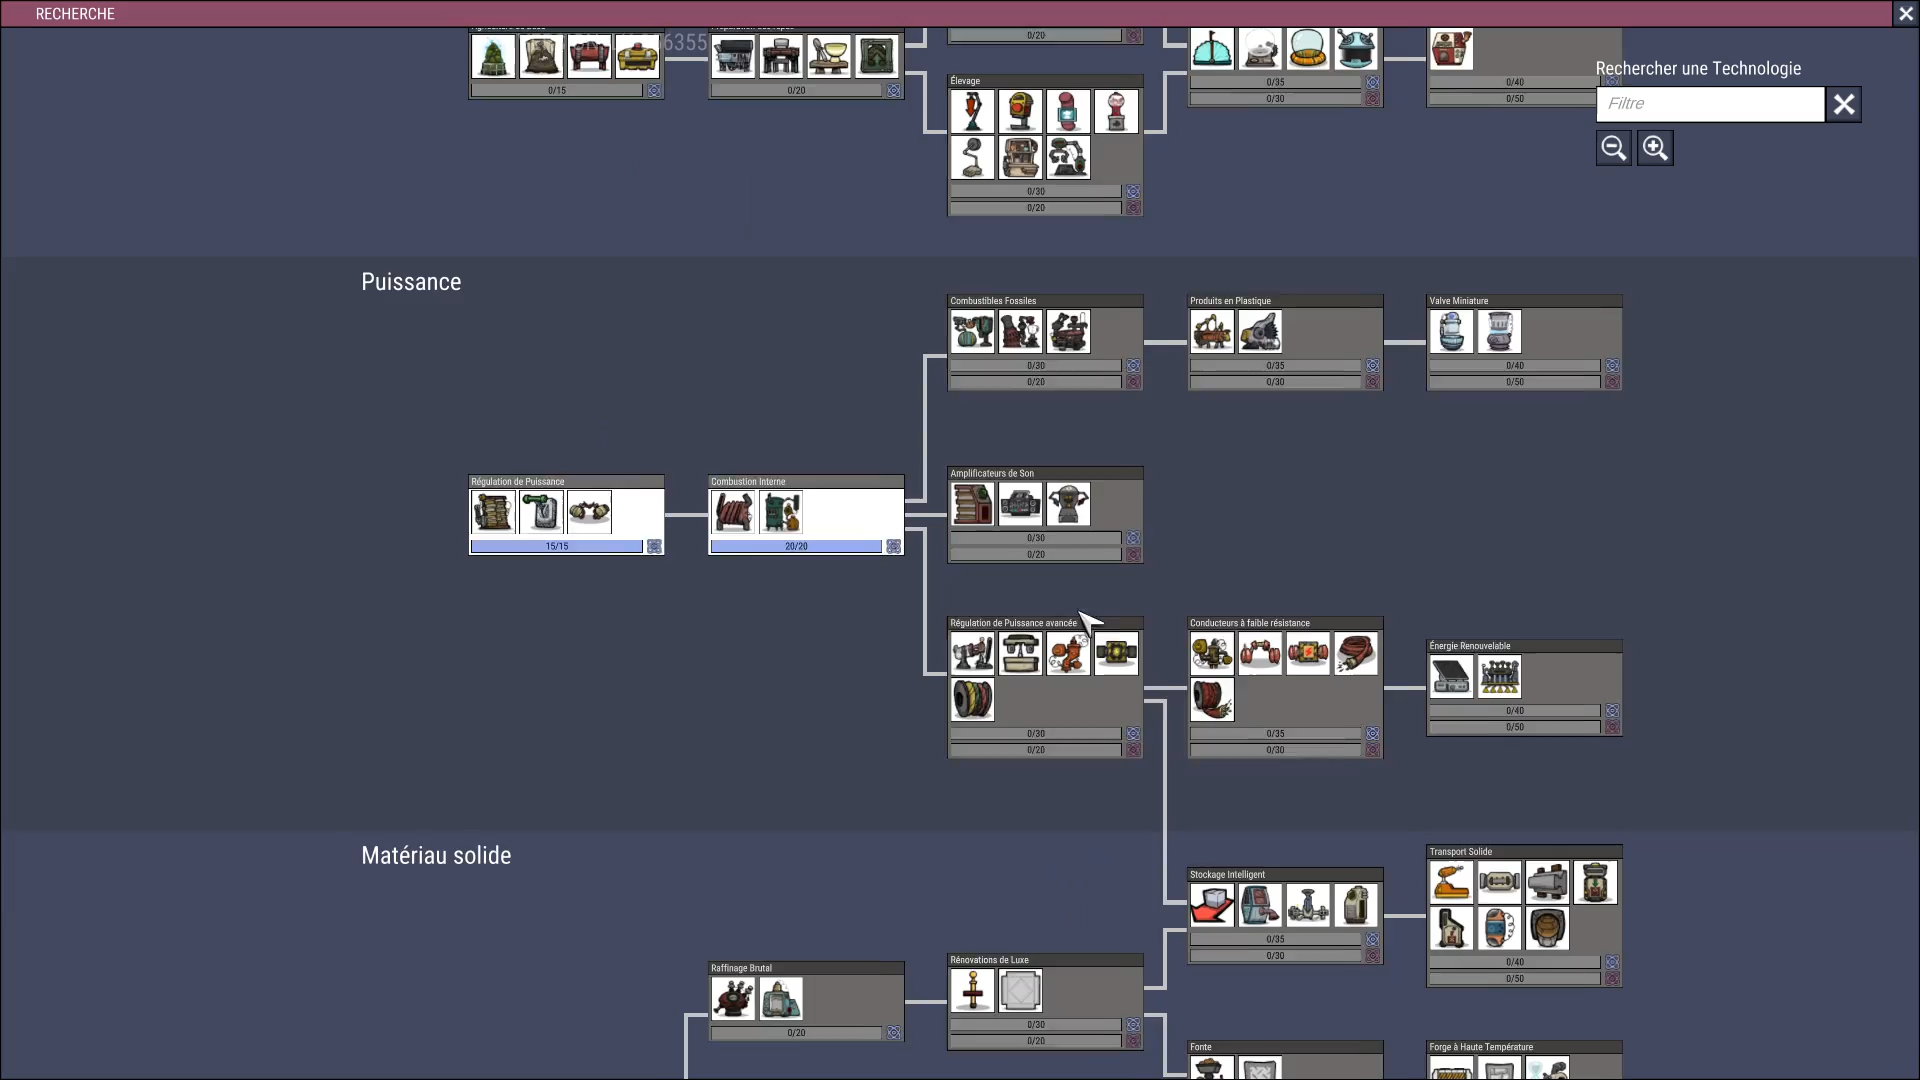 RECHERCHE
6355
0/20
0/15
0/20
Élevage
0/30
0/20
0/35
0/30
0/40
0/50
Rechercher une Technologie
Filtre
Puissance
Combustibles Fossiles
0/30
0/20
Produits en Plastique
0/35
0/30
Valve Miniature
0/40
0/50
Régulation de Puissance
15/15
Combustion Interne
20/20
Amplificateurs de Son
0/30
0/20
Régulation de Puissance avancée
0/30
0/20
Conducteurs à faible résistance
0/35
0/30
Énergie Renouvelable
0/40
0/50
Matériau solide
Stockage Intelligent
0/35
0/30
Transport Solide
0/40
0/50
Raffinage Brutal
0/20
Rénovations de Luxe
0/30
0/20
Fonte
Forge à Haute Température